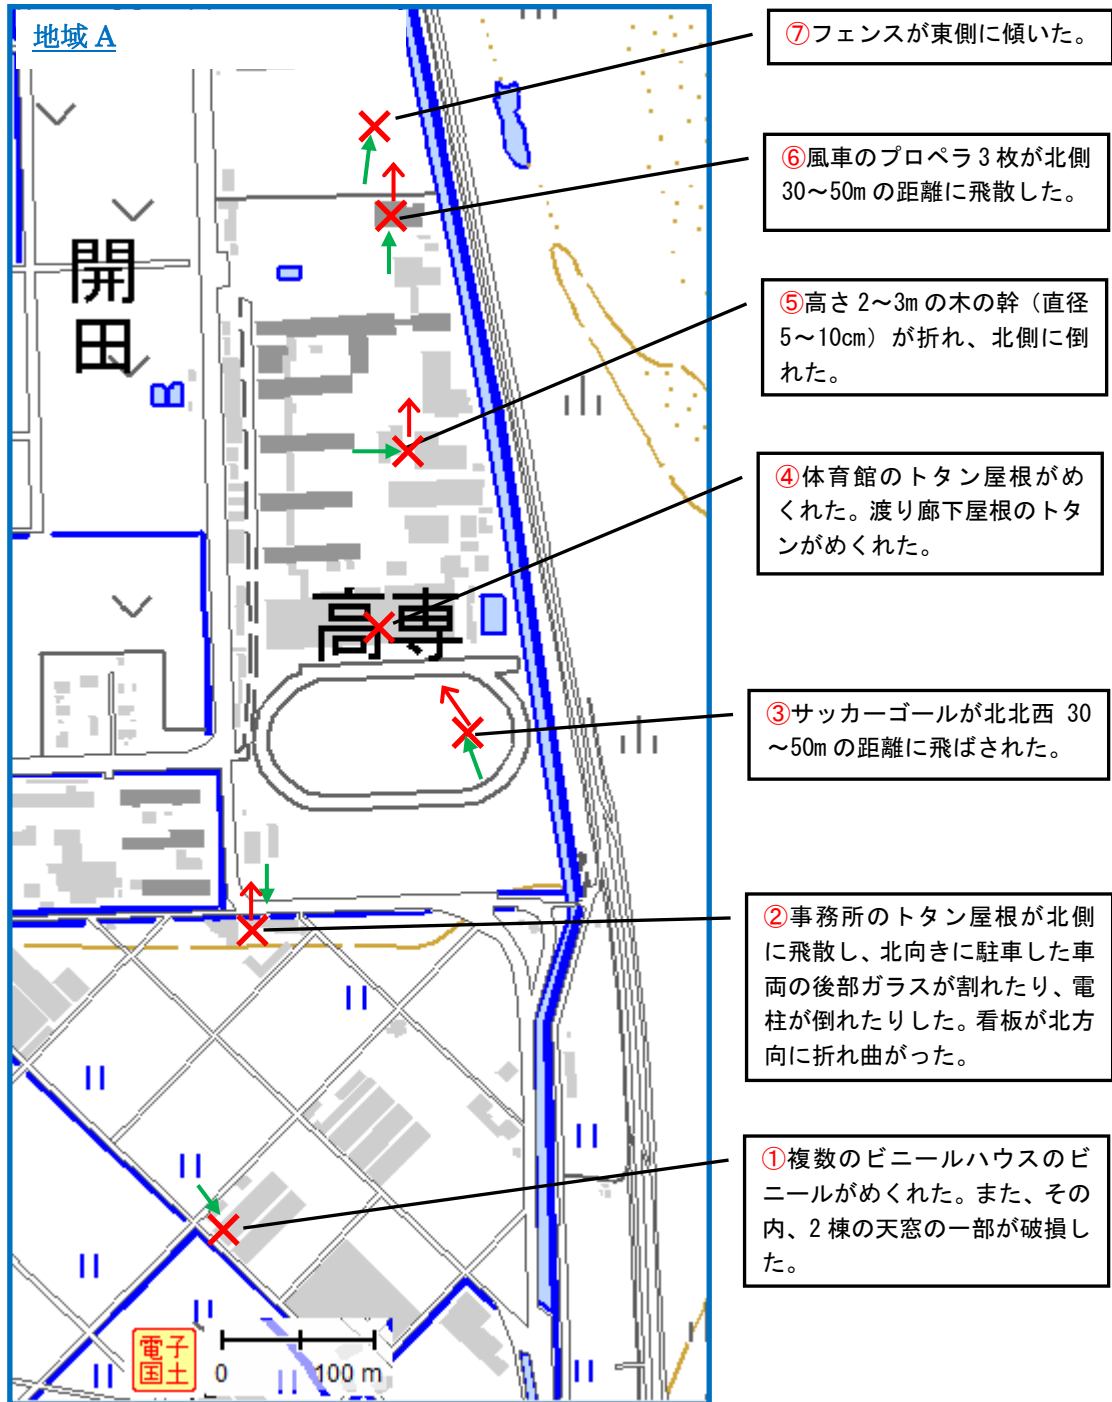 地域 A
⑦フェンスが東側に傾いた。
⑥風車のプロペラ 3 枚が北側
30～50m の距離に飛散した。
開
田
⑤高さ 2～3m の木の幹（直径
5～10cm）が折れ、北側に倒
れた。
④体育館のトタン屋根がめ
くれた。渡り廊下屋根のトタ
ンがめくれた。
高専
③サッカーゴールが北北西 30
～50m の距離に飛ばされた。
②事務所のトタン屋根が北側
に飛散し、北向きに駐車した車
両の後部ガラスが割れたり、電
柱が倒れたりした。看板が北方
向に折れ曲がった。
①複数のビニールハウスのビ
ニールがめくれた。また、その
内、2 棟の天窓の一部が破損し
た。
電子
国土
0 100 m